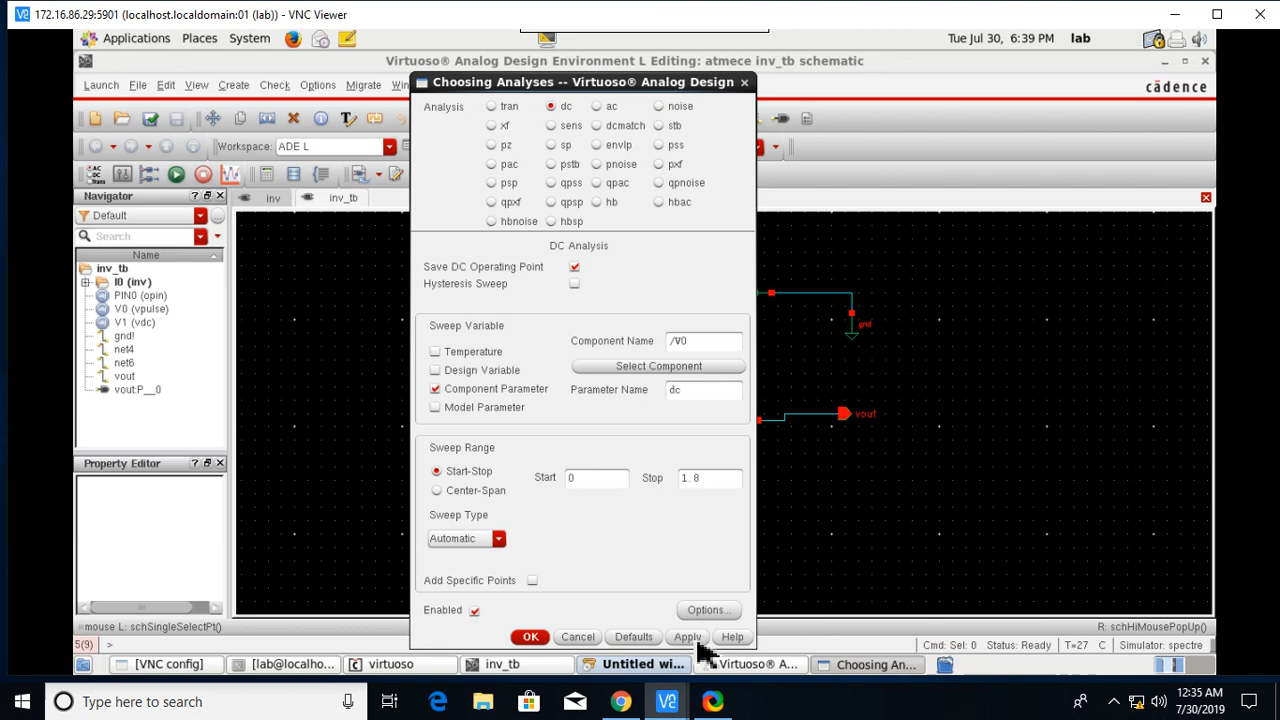 172.16.86.29:5901 (localhost.localdomain:01 (lab)) - VNC Viewer
Applications Places System Tue Jul 30, 6:39 PM lab
Virtuoso® Analog Design Environment L Editing: atmece inv_tb schematic
Launch File Edit View Create Check Options Migrate Win cādence
Workspace: ADE L
Navigator
inv inv_tb
Default
Search
Name
inv_tb
I0 (inv)
PIN0 (opin)
V0 (vpulse)
V1 (vdc)
gnd!
net4
net6
vout
vout:P__0
Property Editor
Choosing Analyses -- Virtuoso® Analog Design
Analysis tran dc ac noise
xf sens dcmatch stb
pz sp envlp pss
pac pstb pnoise pxf
psp qpss qpac qpnoise
qpxf qpsp hb hbac
hbnoise hbsp
DC Analysis
Save DC Operating Point
Hysteresis Sweep
Sweep Variable
Temperature
Design Variable
Component Parameter
Model Parameter
Component Name /V0
Select Component
Parameter Name dc
Sweep Range
Start-Stop Start 0 Stop 1.8
Center-Span
Sweep Type
Automatic
Add Specific Points
Enabled Options...
OK Cancel Defaults Apply Help
gnd
vout
mouse L: schSingleSelectPt() R: schHiMousePopUp()
5(9) > Cmd: Sel: 0 Status: Ready T=27 C Simulator: spectre
[VNC config] [lab@localho... virtuoso inv_tb Untitled wi... Virtuoso® A... Choosing An...
Type here to search 12:35 AM
7/30/2019